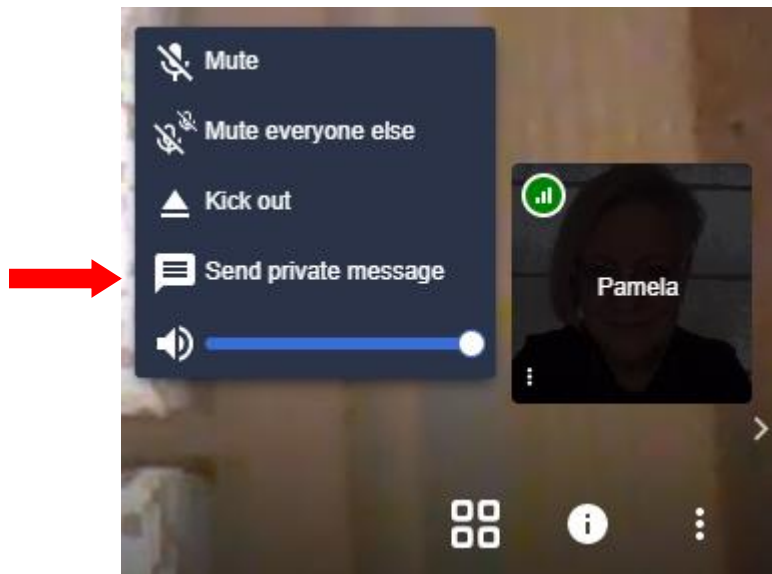 Mute
Mute everyone else
Kick out
Send private message
Pamela